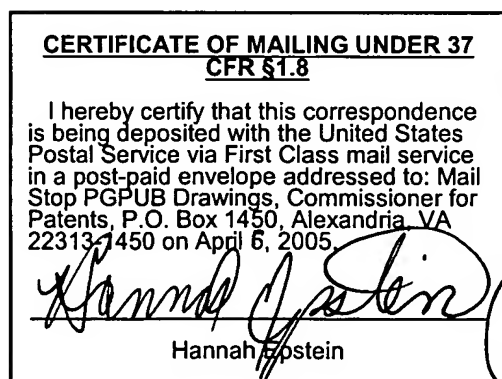 CERTIFICATE OF MAILING UNDER 37
CFR §1.8
I hereby certify that this correspondence
is being deposited with the United States
Postal Service via First Class mail service
in a post-paid envelope addressed to: Mail
Stop PGPUB Drawings, Commissioner for
Patents, P.O. Box 1450, Alexandria, VA
22313-1450 on April 6, 2005.
Hannah Epstein
Hannah Epstein